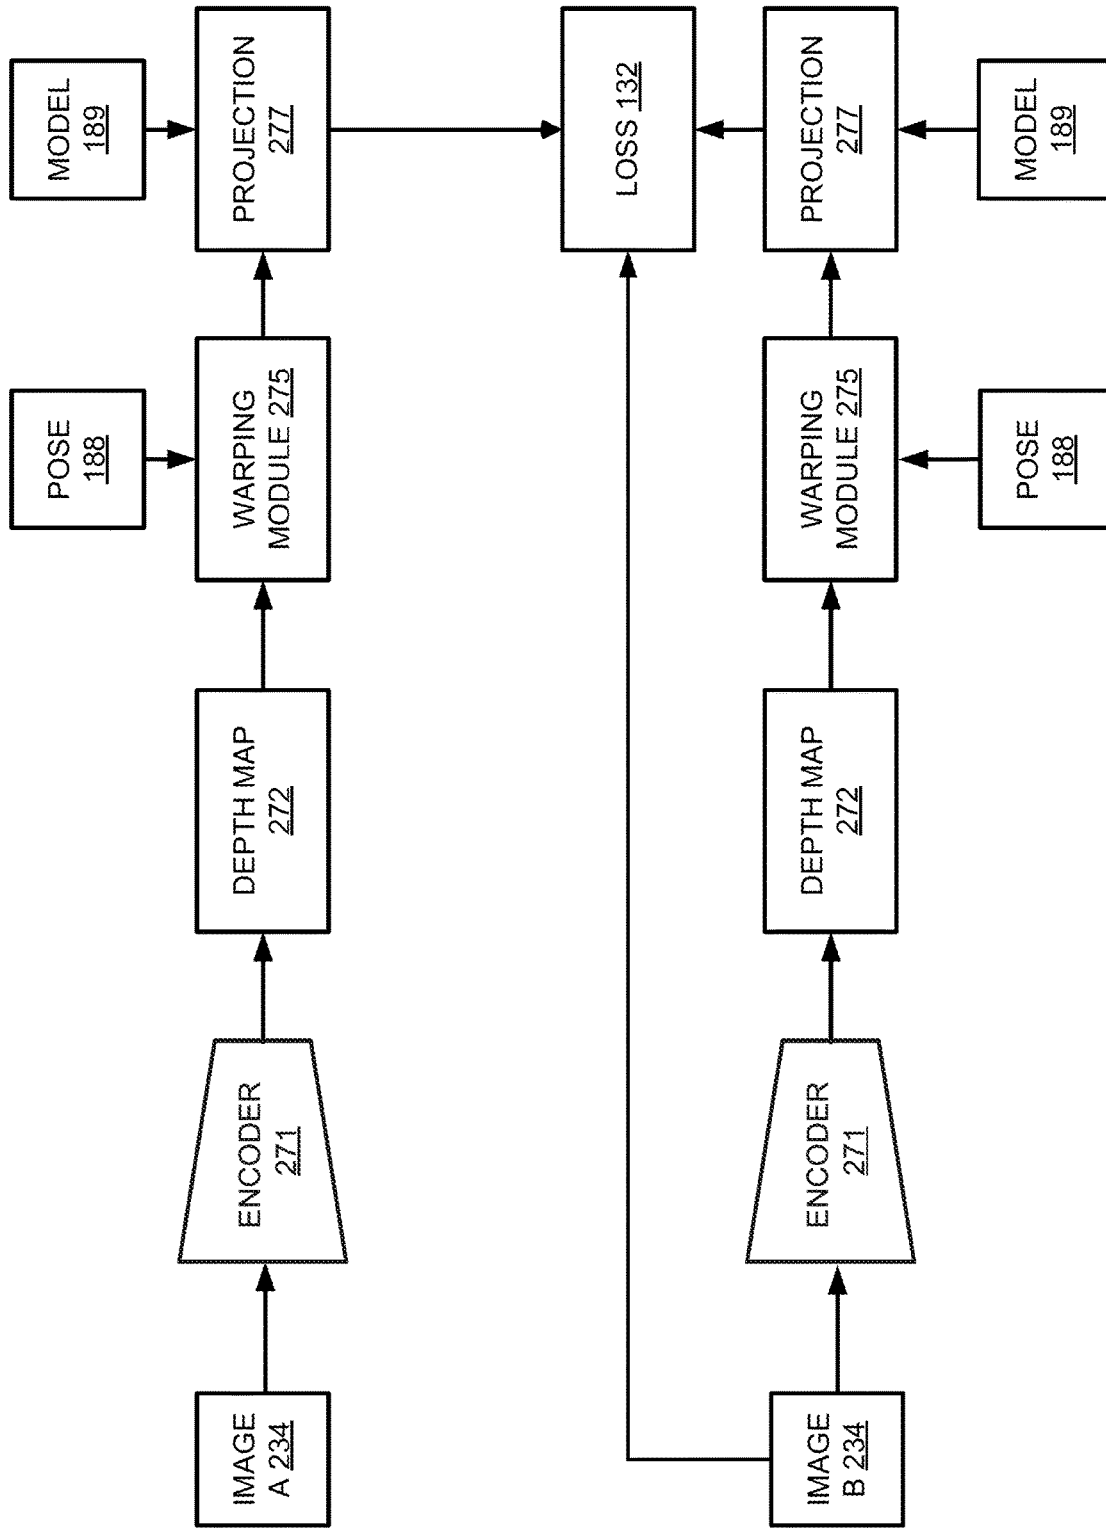 MODEL
189
POSE
188
IMAGE
A 234
ENCODER
271
DEPTH MAP
272
WARPING
MODULE 275
PROJECTION
277
LOSS 132
IMAGE
B 234
ENCODER
271
DEPTH MAP
272
WARPING
MODULE 275
PROJECTION
277
POSE
188
MODEL
189